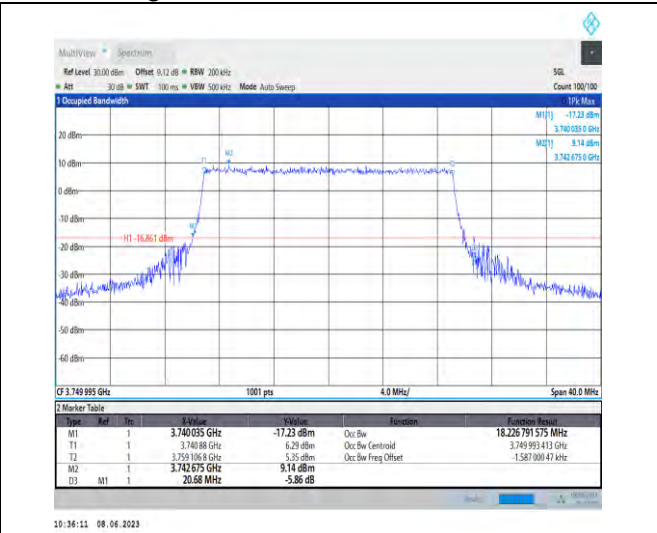 MultiView Spectrum
Ref Level 30.00 dBm Offset 9.12 dB RBW 200 kHz SGL
Att 30 dB SWT 100 ms VBW 500 kHz Mode Auto Sweep Count 100/100
1 Occupied Bandwidth 1Pk Max
M1[1] -17.23 dBm
3.740 035 0 GHz
M2[1] 9.14 dBm
3.742 675 0 GHz
20 dBm
10 dBm
M2
T1
0 dBm
-10 dBm
H1 -16.861 dBm
-20 dBm
-30 dBm
-40 dBm
-50 dBm
-60 dBm
CF 3.749 995 GHz 1001 pts 4.0 MHz/ Span 40.0 MHz
2 Marker Table
Type Ref Trc X-Value Y-Value Function Function Result
M1 1 3.740 035 GHz -17.23 dBm Occ Bw 18.226 791 575 MHz
T1 1 3.740 88 GHz 6.29 dBm Occ Bw Centroid 3.749 993 413 GHz
T2 1 3.759 106 8 GHz 5.35 dBm Occ Bw Freq Offset -1.587 000 47 kHz
M2 1 3.742 675 GHz 9.14 dBm
D3 M1 1 20.68 MHz -5.86 dB
10:36:11 08.06.2023